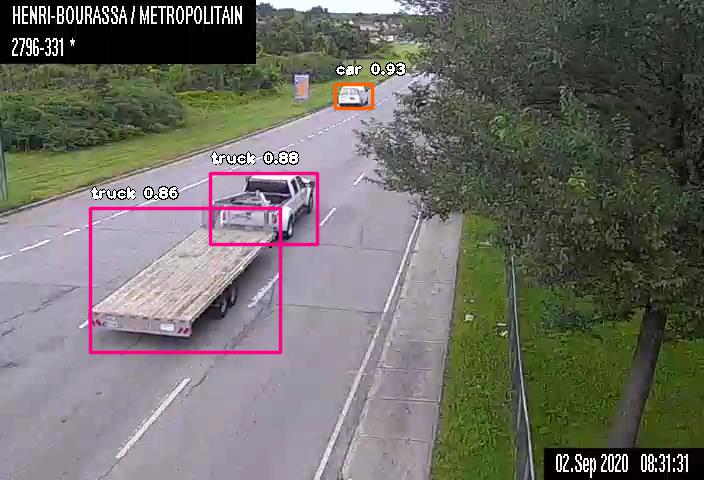 HENRI-BOURASSA / METROPOLITAIN
2796-331 *
car 0.93
truck 0.88
truck 0.86
02.Sep 2020 08:31:31